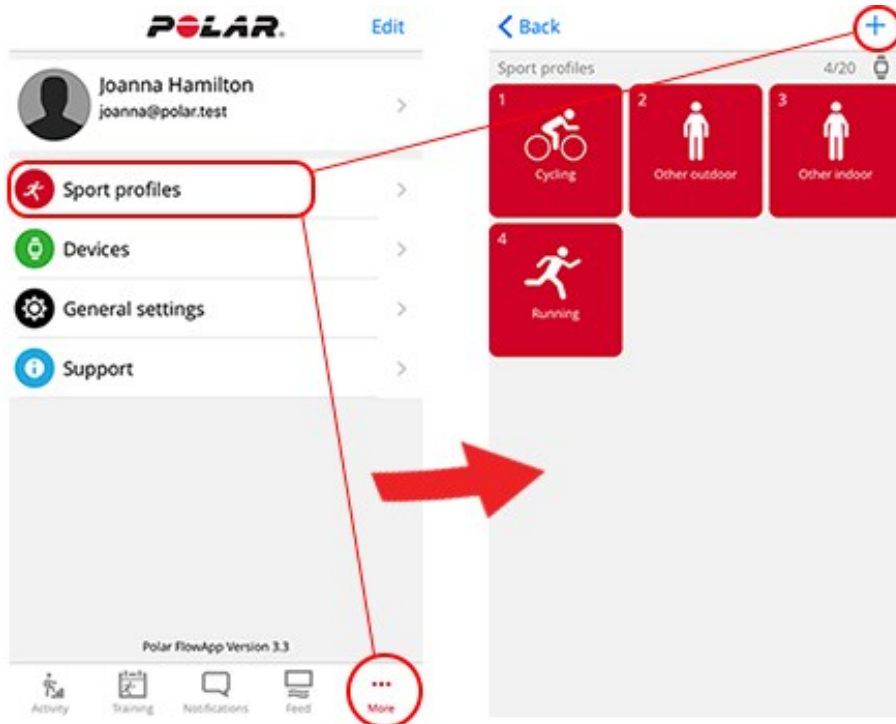 POLAR.
Edit
Joanna Hamilton
joanna@polar.test
Sport profiles
Devices
General settings
Support
Polar FlowApp Version 3.3
Activity
Training
Notifications
Feed
More
Back
+
Sport profiles
4/20
1
Cycling
2
Other outdoor
3
Other indoor
4
Running